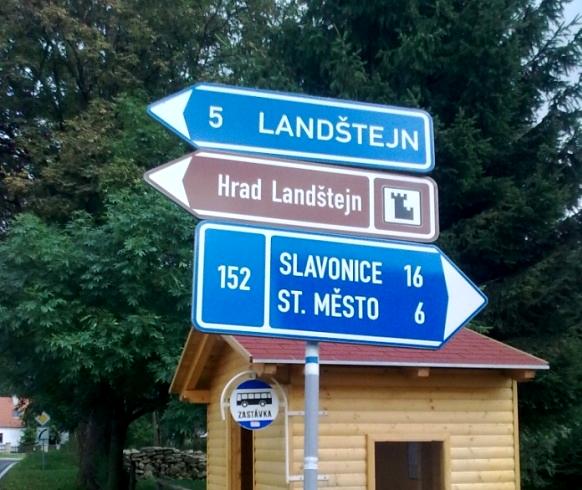 5 LANDŠTEJN
Hrad Landštejn
152
SLAVONICE 16
ST. MĚSTO 6
ZASTÁVKA